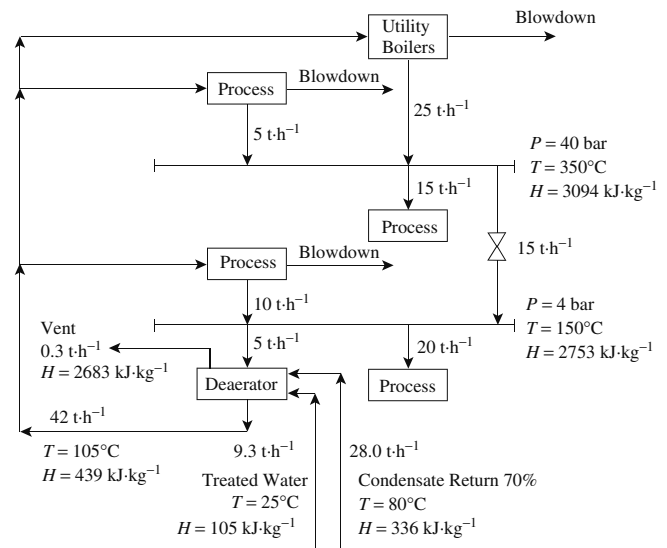 Blowdown
Utility
Boilers
Blowdown
Process
25 t·h⁻¹
5 t·h⁻¹
P = 40 bar
T = 350°C
H = 3094 kJ·kg⁻¹
15 t·h⁻¹
Process
15 t·h⁻¹
Blowdown
Process
10 t·h⁻¹
P = 4 bar
T = 150°C
H = 2753 kJ·kg⁻¹
Vent
0.3 t·h⁻¹
H = 2683 kJ·kg⁻¹
5 t·h⁻¹
20 t·h⁻¹
Deaerator
Process
42 t·h⁻¹
T = 105°C
H = 439 kJ·kg⁻¹
9.3 t·h⁻¹
Treated Water
T = 25°C
H = 105 kJ·kg⁻¹
28.0 t·h⁻¹
Condensate Return 70%
T = 80°C
H = 336 kJ·kg⁻¹